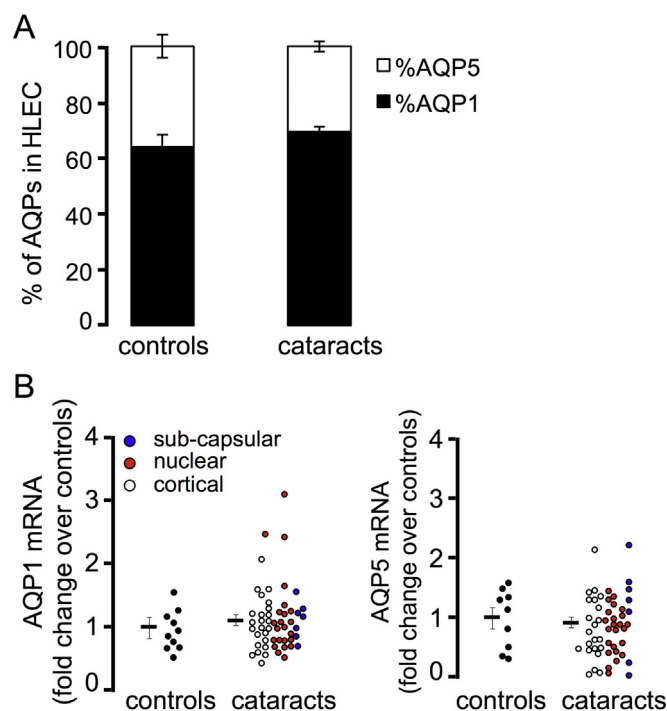 A
100
80
60
40
20
0
% of AQPs in HLEC
%AQP5
%AQP1
controls
cataracts
B
4
3
2
1
0
AQP1 mRNA
(fold change over controls)
sub-capsular
nuclear
cortical
controls
cataracts
4
3
2
1
0
AQP5 mRNA
(fold change over controls)
controls
cataracts